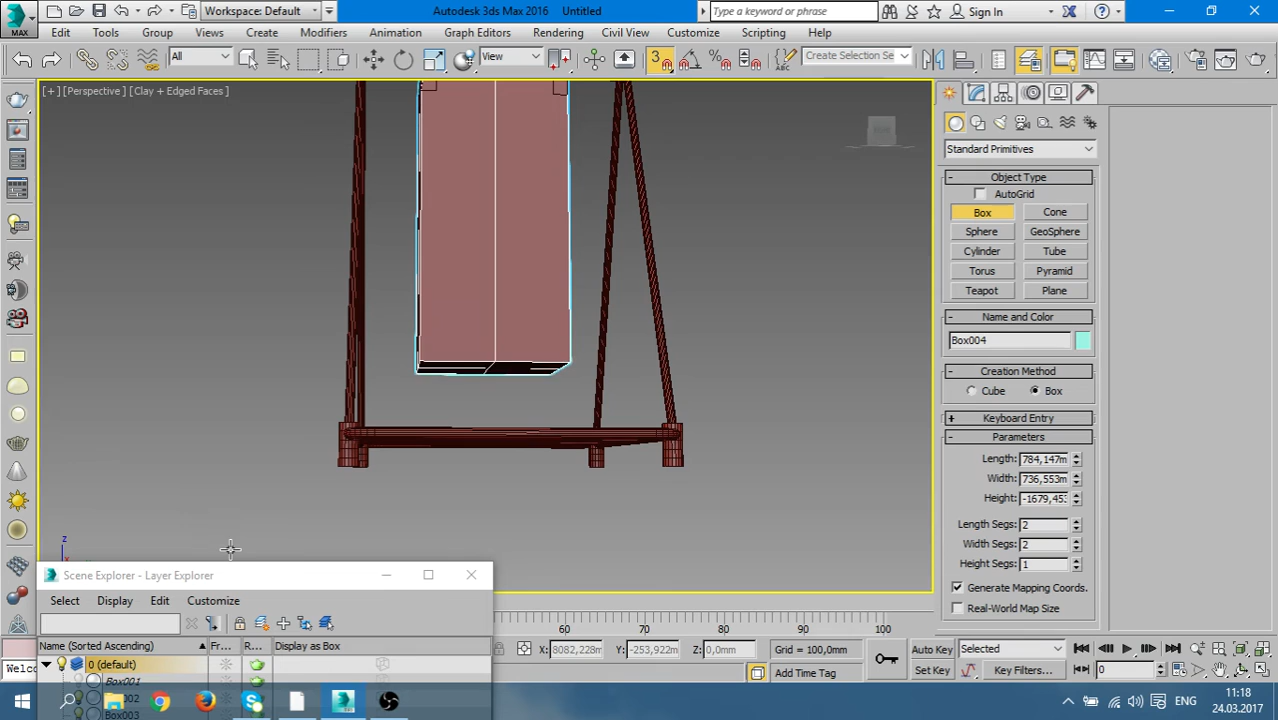 Workspace: Default
Autodesk 3ds Max 2016 Untitled
Type a keyword or phrase
Sign In
MAX
Edit Tools Group Views Create Modifiers Animation Graph Editors Rendering Civil View Customize Scripting Help
All
View
3
Create Selection Se
[+] [Perspective ] [Clay + Edged Faces ]
Standard Primitives
- Object Type
AutoGrid
Box Cone
Sphere GeoSphere
Cylinder Tube
Torus Pyramid
Teapot Plane
- Name and Color
Box004
- Creation Method
Cube Box
+ Keyboard Entry
- Parameters
Length: 784,147m
Width: 736,553m
Height: -1679,453
Length Segs: 2
Width Segs: 2
Height Segs: 1
Generate Mapping Coords.
Real-World Map Size
z
x
Scene Explorer - Layer Explorer
Select Display Edit Customize
Name (Sorted Ascending) Fr... R... Display as Box
0 (default)
Box001
Box003
60 70 80 90 100
X: 8082,228m Y: -253,922m Z: 0,0mm Grid = 100,0mm
Add Time Tag
Auto Key Selected
Set Key Key Filters...
0
Welc
ENG
11:18
24.03.2017